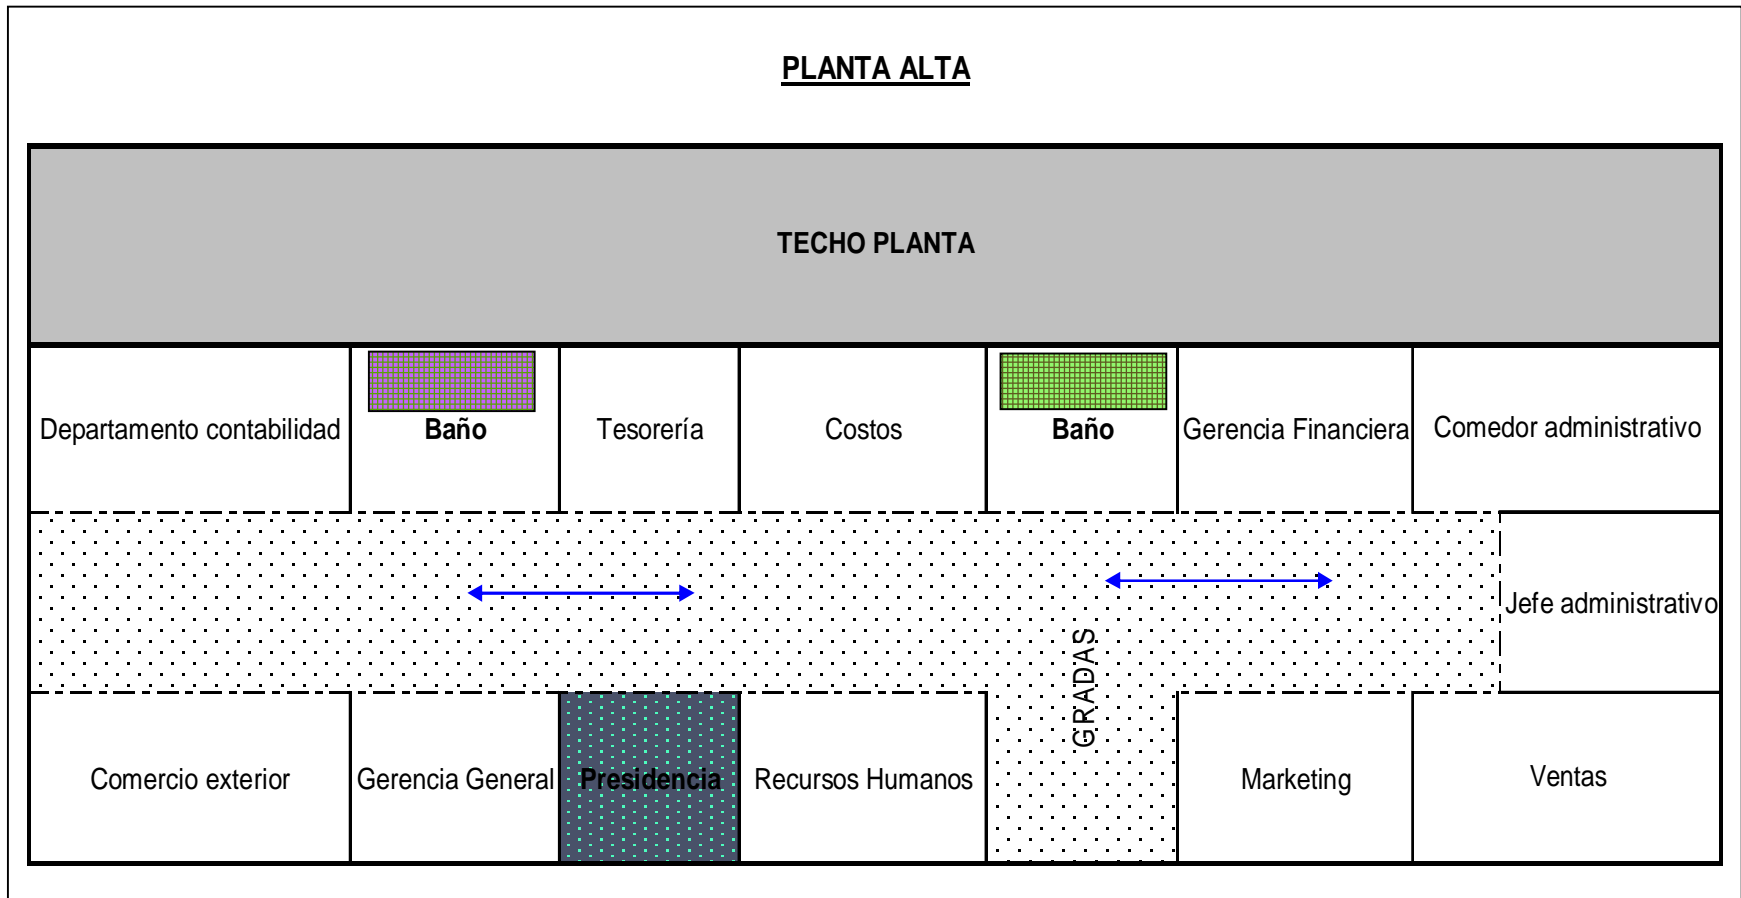 PLANTA ALTA
TECHO PLANTA
Departamento contabilidad
Baño
Tesorería
Costos
Baño
Gerencia Financiera
Comedor administrativo
Jefe administrativo
GRADAS
Comercio exterior
Gerencia General
Presidencia
Recursos Humanos
Marketing
Ventas